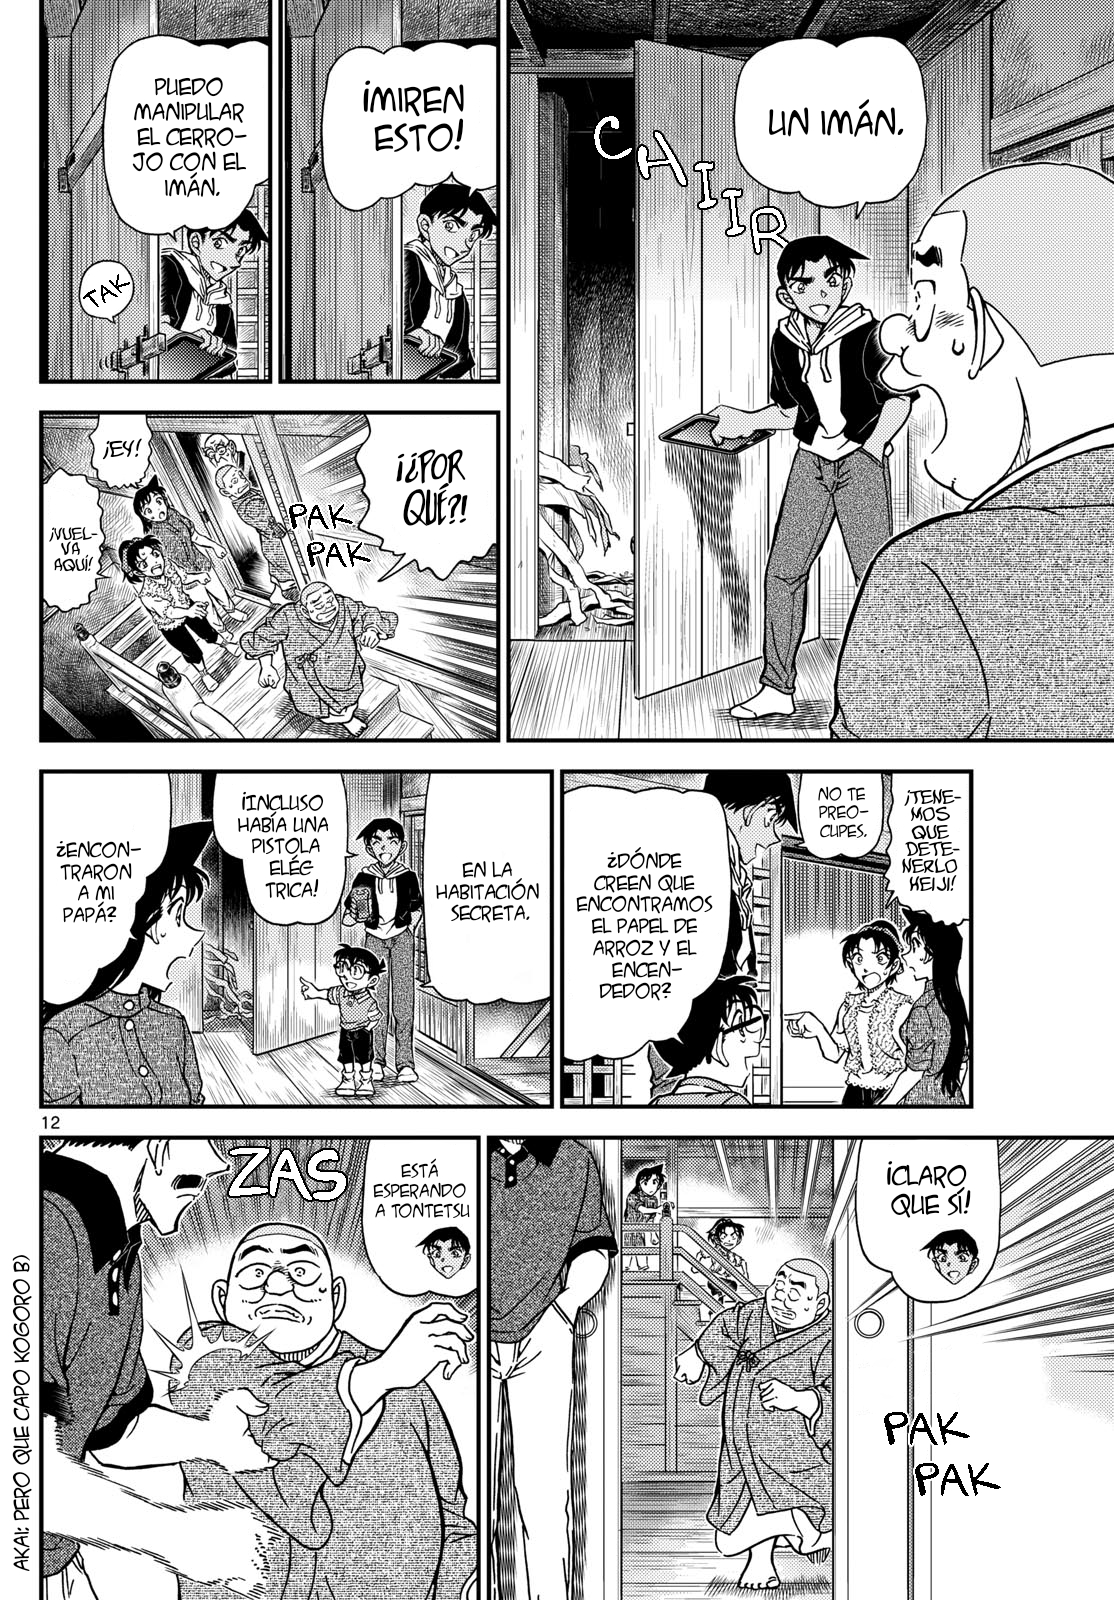 UN IMÁN.
CHIIR
¡MIREN
ESTO!
PUEDO
MANIPULAR
EL CERRO-
JO CON EL
IMÁN.
TAK
¡¿POR
QUÉ?!
PAK
PAK
¡EY!
¡VUEL-
VA
AQUÍ!
¡TENE-
MOS
QUE
DETE-
NERLO
HEIJI!
NO TE
PREO-
CUPES.
¿DÓNDE
CREEN QUE
ENCONTRAMOS
EL PAPEL DE
ARROZ Y EL
ENCEN-
DEDOR?
EN LA
HABITACIÓN
SECRETA.
¡INCLUSO
HABÍA UNA
PISTOLA
ELÉC
TRICA!
¿ENCON-
TRARON
A MI
PAPÁ?
12
¡CLARO
QUE SÍ!
PAK
PAK
ESTÁ
ESPERANDO
A TONTETSU
ZAS
AKAI: PERO QUE CAPO KOGORO B)